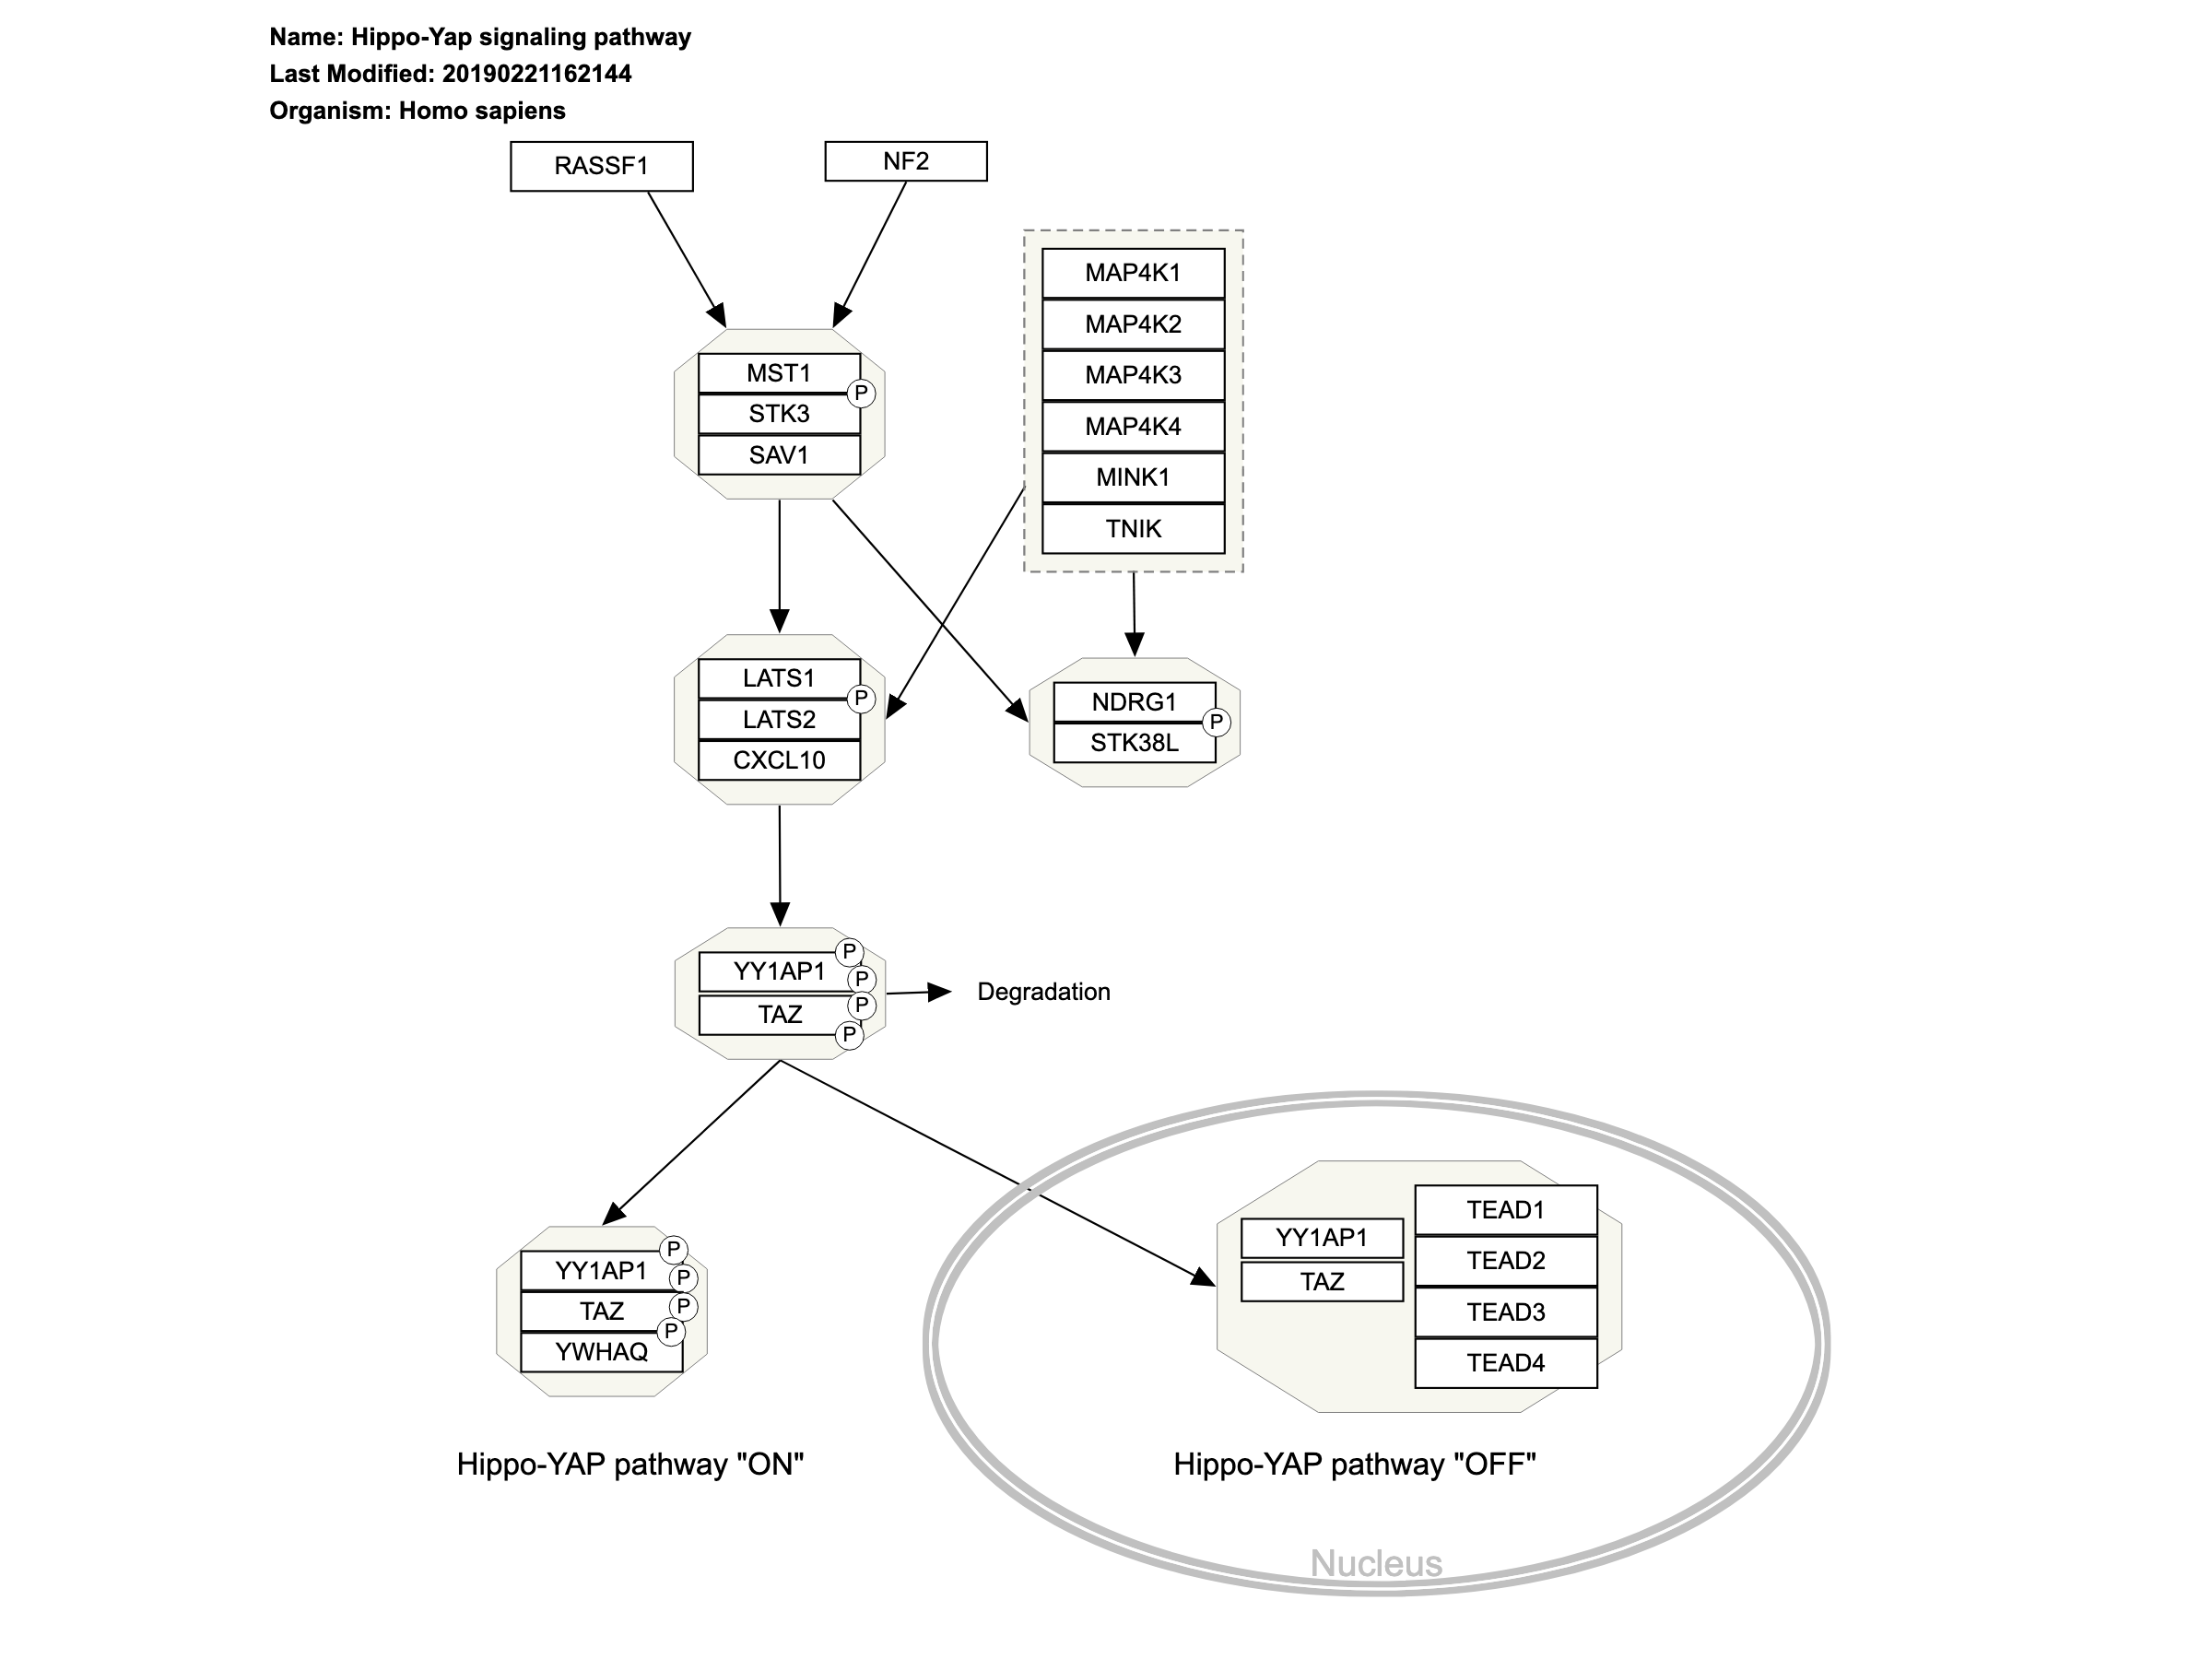 Name: Hippo-Yap signaling pathway
Last Modified: 20190221162144
Organism: Homo sapiens
RASSF1
NF2
MAP4K1
MAP4K2
MAP4K3
MAP4K4
MINK1
TNIK
MST1
P
STK3
SAV1
LATS1
P
LATS2
CXCL10
NDRG1
P
STK38L
P
YY1AP1
P
P
TAZ
P
Degradation
P
YY1AP1
P
P
TAZ
P
YWHAQ
YY1AP1
TAZ
TEAD1
TEAD2
TEAD3
TEAD4
Hippo-YAP pathway "ON"
Hippo-YAP pathway "OFF"
Nucleus